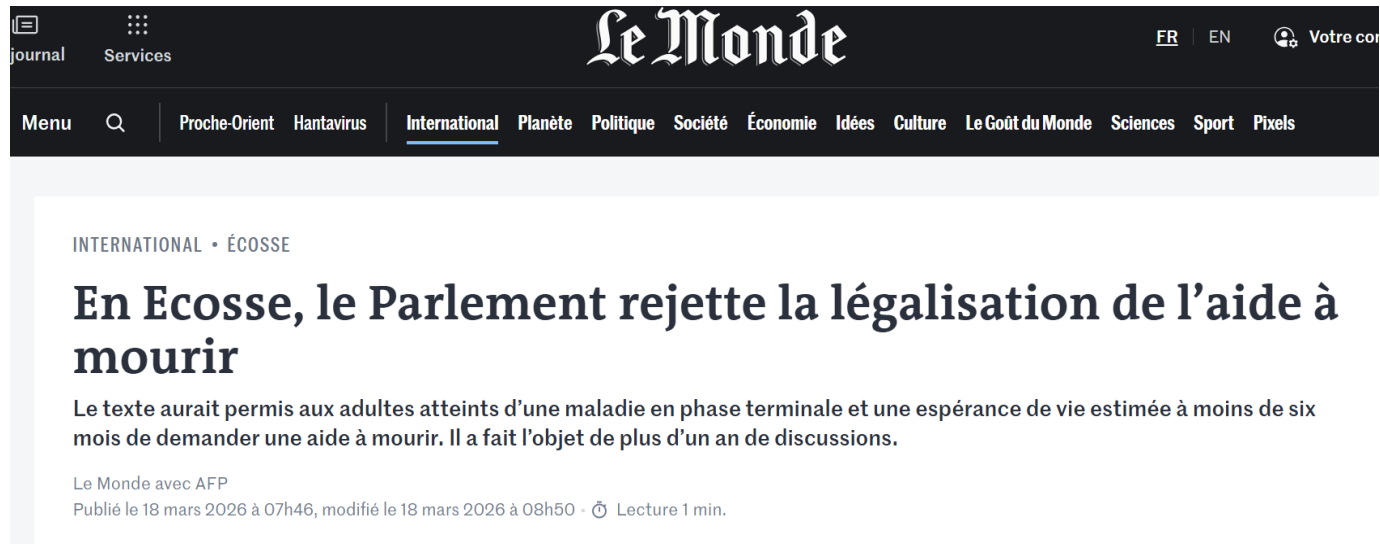 journal
Services
Le Monde
FR
EN
Menu
Proche-Orient
Hantavirus
International
Planète
Politique
Société
Économie
Idées
Culture
Le Goût du Monde
Sciences
Sport
Pixels
INTERNATIONAL • ÉCOSSE
En Ecosse, le Parlement rejette la légalisation de l’aide à
mourir
Le texte aurait permis aux adultes atteints d’une maladie en phase terminale et une espérance de vie estimée à moins de six
mois de demander une aide à mourir. Il a fait l’objet de plus d’un an de discussions.
Le Monde avec AFP
Publié le 18 mars 2026 à 07h46, modifié le 18 mars 2026 à 08h50 • Lecture 1 min.